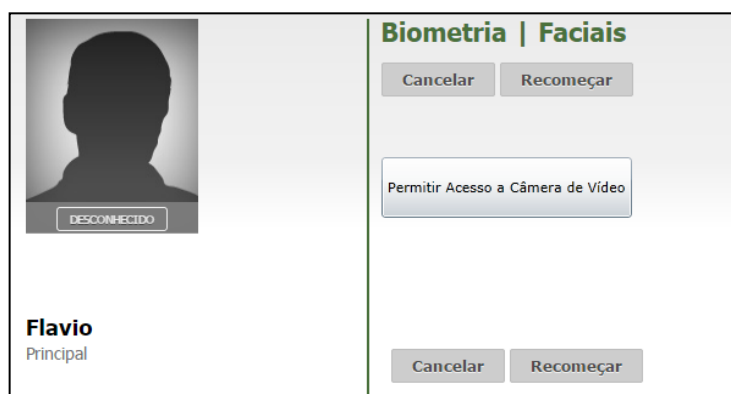 DESCONHECIDO
Flavio
Principal
Biometria | Faciais
Cancelar Recomeçar
Permitir Acesso a Câmera de Vídeo
Cancelar Recomeçar